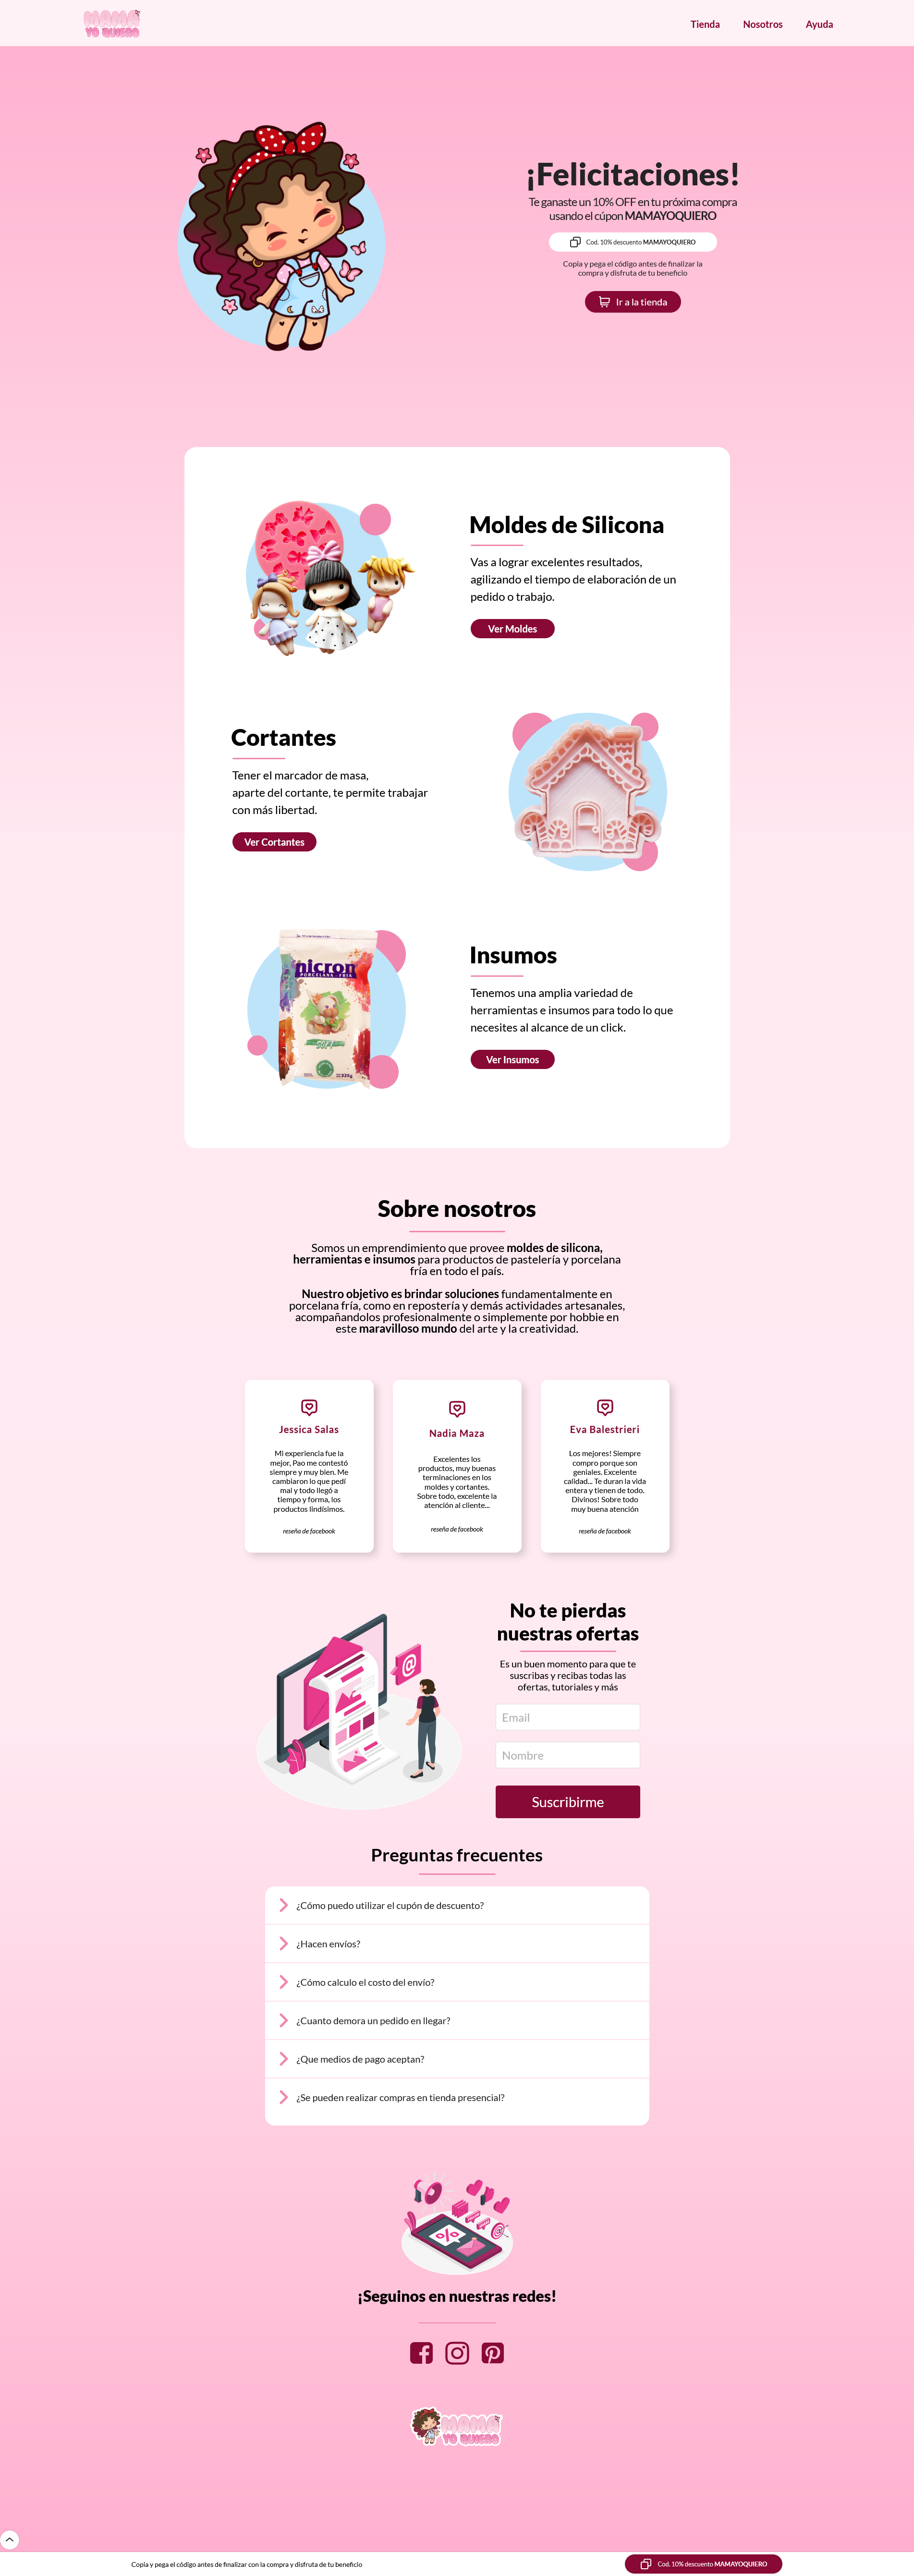 MAMÁ
YO QUIERO
Tienda
Nosotros
Ayuda
¡Felicitaciones!
Te ganaste un 10% OFF en tu próxima compra
usando el cúpon MAMAYOQUIERO
Cod. 10% descuento MAMAYOQUIERO
Copia y pega el código antes de finalizar la
compra y disfruta de tu beneficio
Ir a la tienda
Moldes de Silicona
Vas a lograr excelentes resultados,
agilizando el tiempo de elaboración de un
pedido o trabajo.
Ver Moldes
Cortantes
Tener el marcador de masa,
aparte del cortante, te permite trabajar
con más libertad.
Ver Cortantes
nicron
PORCELANA FRÍA
SOFT
325g
Insumos
Tenemos una amplia variedad de
herramientas e insumos para todo lo que
necesites al alcance de un click.
Ver Insumos
Sobre nosotros
Somos un emprendimiento que provee moldes de silicona,
herramientas e insumos para productos de pastelería y porcelana
fría en todo el país.
Nuestro objetivo es brindar soluciones fundamentalmente en
porcelana fría, como en repostería y demás actividades artesanales,
acompañandolos profesionalmente o simplemente por hobbie en
este maravilloso mundo del arte y la creatividad.
Jessica Salas
Mi experiencia fue la
mejor, Pao me contestó
siempre y muy bien. Me
cambiaron lo que pedí
mal y todo llegó a
tiempo y forma, los
productos lindísimos.
reseña de facebook
Nadia Maza
Excelentes los
productos, muy buenas
terminaciones en los
moldes y cortantes.
Sobre todo, excelente la
atención al cliente...
reseña de facebook
Eva Balestrieri
Los mejores! Siempre
compro porque son
geniales. Excelente
calidad... Te duran la vida
entera y tienen de todo.
Divinos! Sobre todo
muy buena atención
reseña de facebook
@
No te pierdas
nuestras ofertas
Es un buen momento para que te
suscribas y recibas todas las
ofertas, tutoriales y más
Email
Nombre
Suscribirme
Preguntas frecuentes
¿Cómo puedo utilizar el cupón de descuento?
¿Hacen envíos?
¿Cómo calculo el costo del envío?
¿Cuanto demora un pedido en llegar?
¿Que medios de pago aceptan?
¿Se pueden realizar compras en tienda presencial?
%
¡Seguinos en nuestras redes!
MAMÁ
YO QUIERO
Copia y pega el código antes de finalizar con la compra y disfruta de tu beneficio
Cod. 10% descuento MAMAYOQUIERO